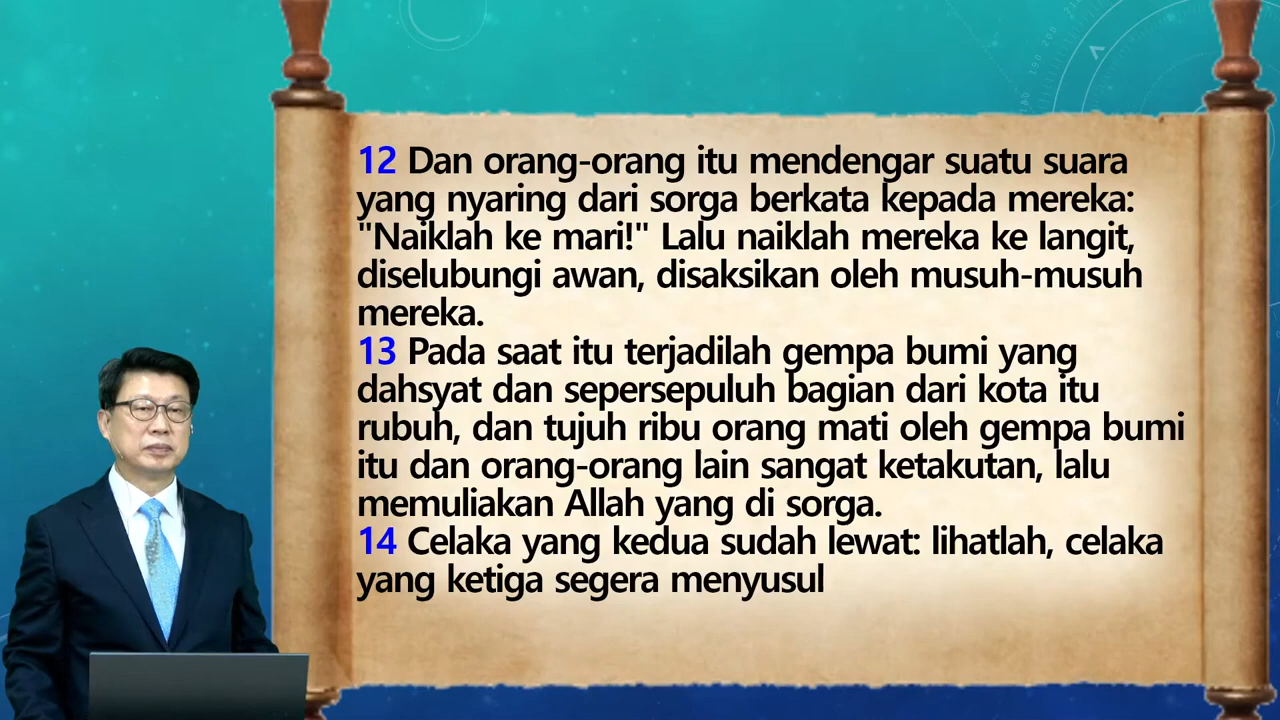 12 Dan orang-orang itu mendengar suatu suara
yang nyaring dari sorga berkata kepada mereka:
"Naiklah ke mari!" Lalu naiklah mereka ke langit,
diselubungi awan, disaksikan oleh musuh-musuh
mereka.
13 Pada saat itu terjadilah gempa bumi yang
dahsyat dan sepersepuluh bagian dari kota itu
rubuh, dan tujuh ribu orang mati oleh gempa bumi
itu dan orang-orang lain sangat ketakutan, lalu
memuliakan Allah yang di sorga.
14 Celaka yang kedua sudah lewat: lihatlah, celaka
yang ketiga segera menyusul